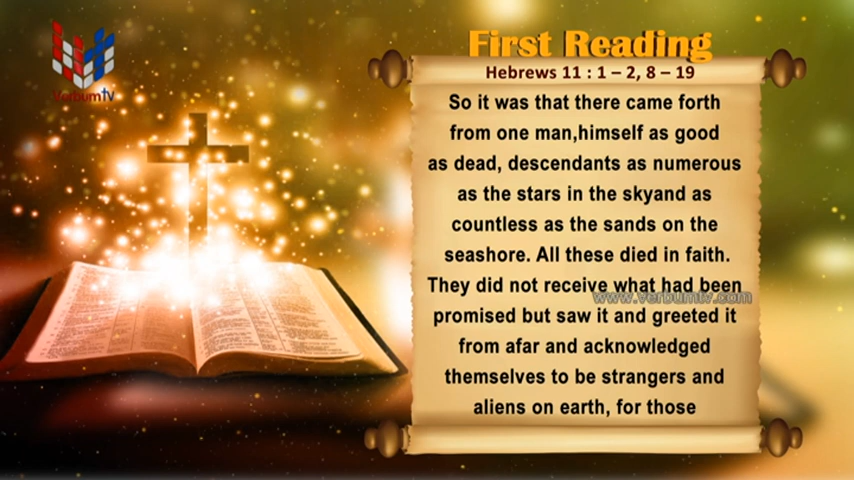 VerbumTV
First Reading
Hebrews 11 : 1 – 2, 8 – 19
So it was that there came forth
from one man,himself as good
as dead, descendants as numerous
as the stars in the skyand as
countless as the sands on the
seashore. All these died in faith.
They did not receive what had been
www.verbumtv.com
promised but saw it and greeted it
from afar and acknowledged
themselves to be strangers and
aliens on earth, for those